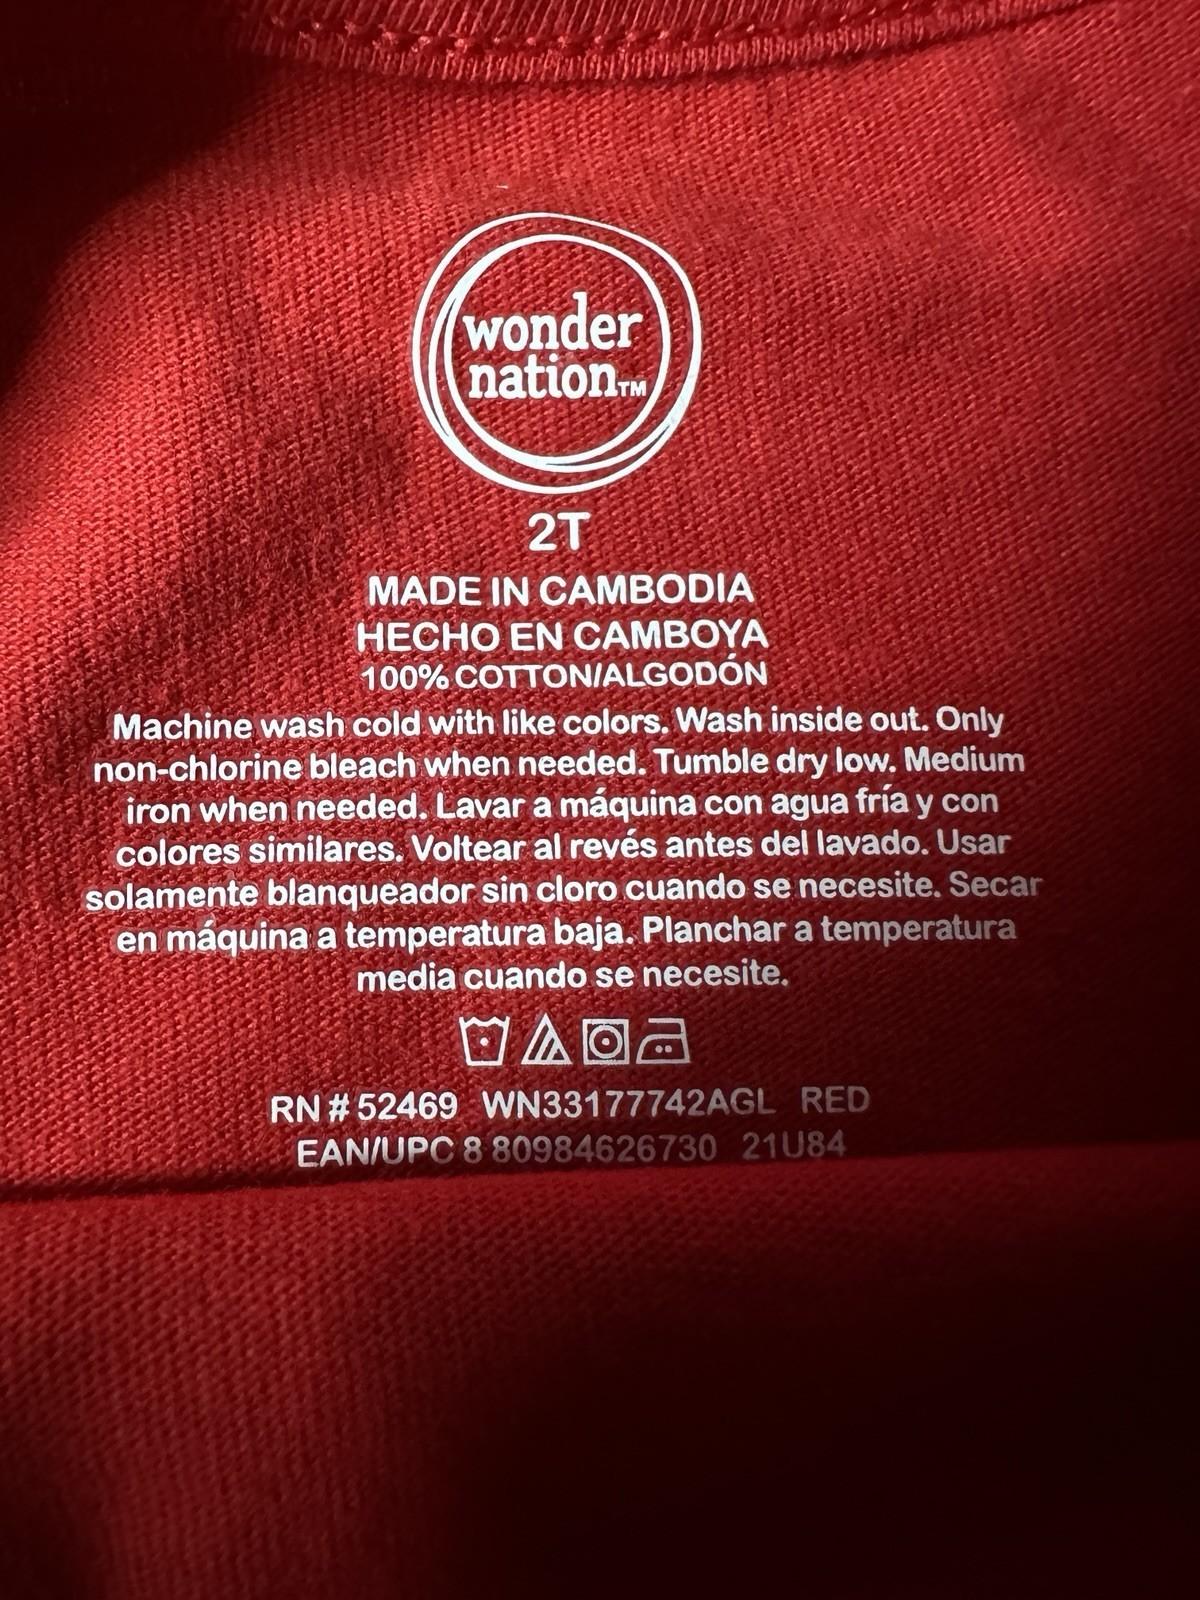 wonder
nation™
2T
MADE IN CAMBODIA
HECHO EN CAMBOYA
100% COTTON/ALGODÓN
Machine wash cold with like colors. Wash inside out. Only
non-chlorine bleach when needed. Tumble dry low. Medium
iron when needed. Lavar a máquina con agua fría y con
colores similares. Voltear al revés antes del lavado. Usar
solamente blanqueador sin cloro cuando se necesite. Secar
en máquina a temperatura baja. Planchar a temperatura
media cuando se necesite.
RN # 52469 WN33177742AGL RED
EAN/UPC 8 80984626730 21U84